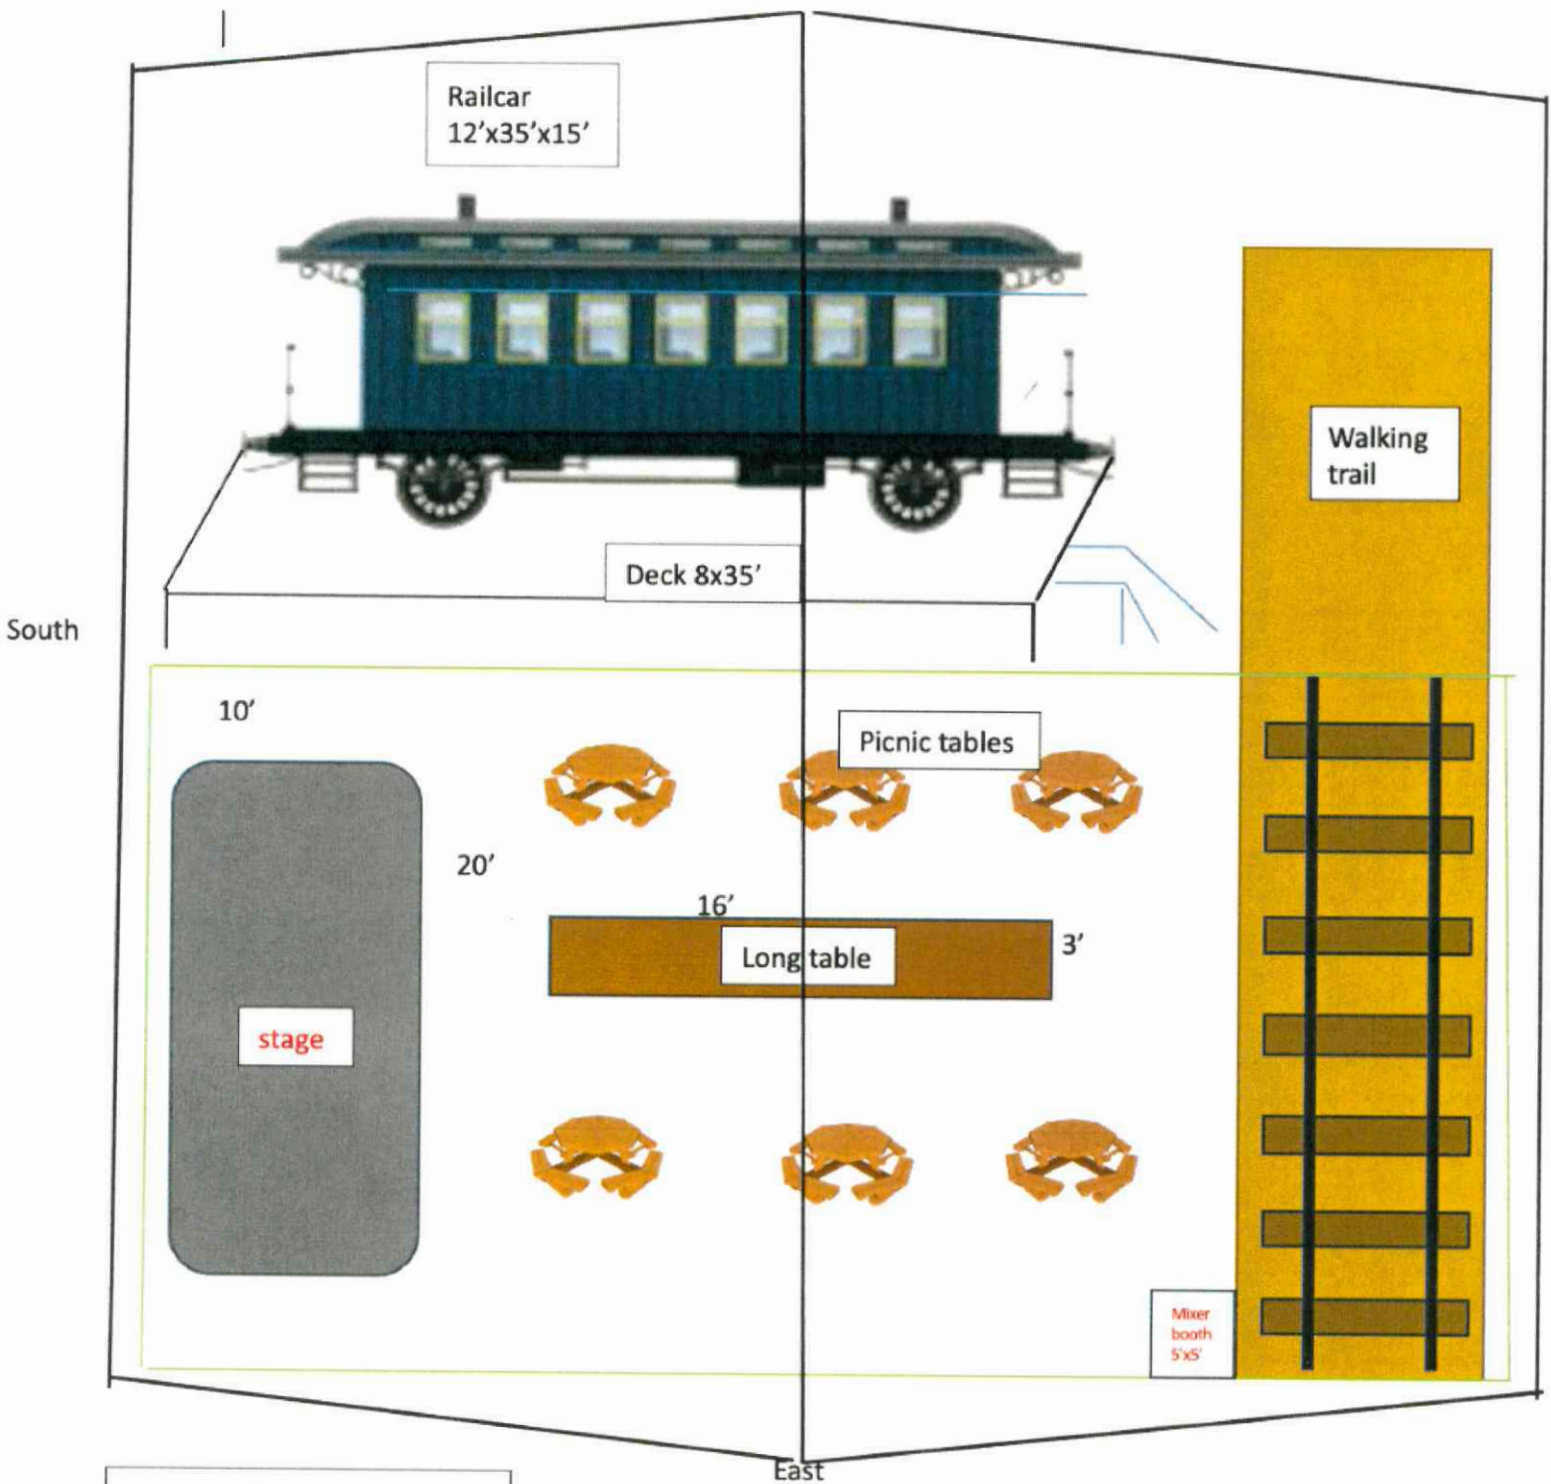 Railcar
12’x35’x15’
Walking
trail
Deck 8x35’
South
10’
Picnic tables
20’
16’
Long table
3’
stage
Mixer
booth
5’x5’
East